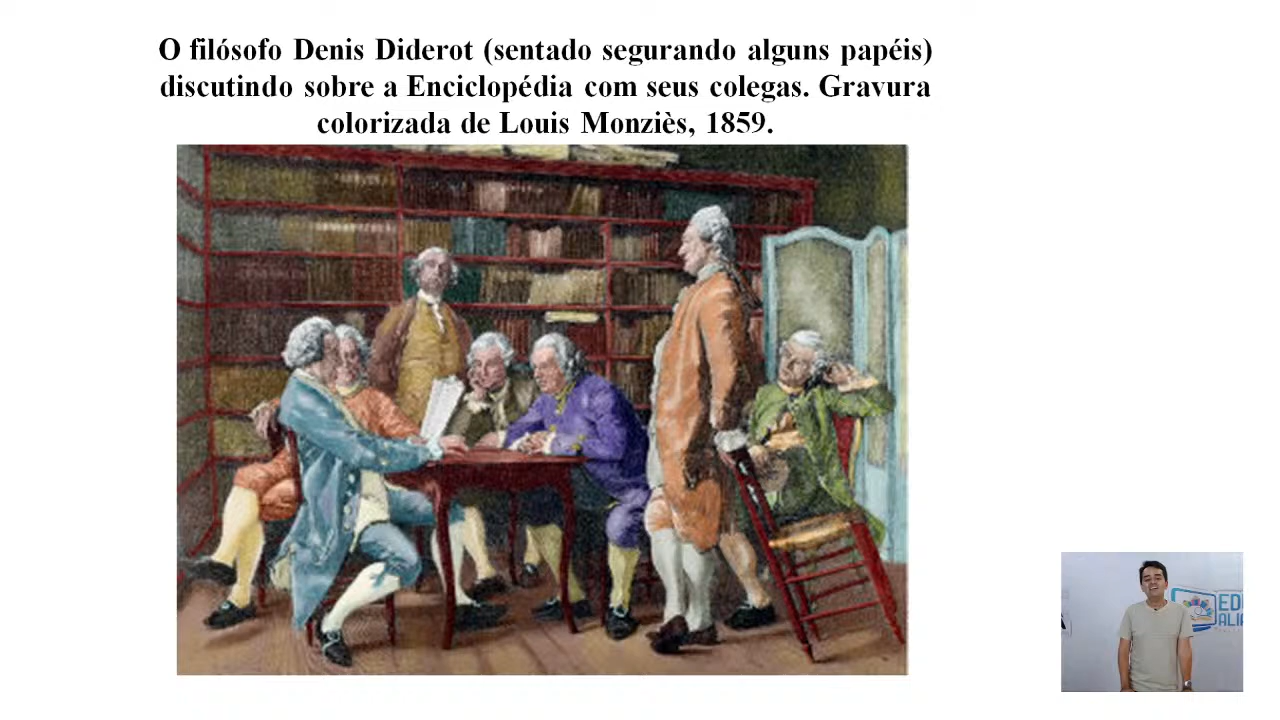 O filósofo Denis Diderot (sentado segurando alguns papéis)
discutindo sobre a Enciclopédia com seus colegas. Gravura
colorizada de Louis Monziès, 1859.